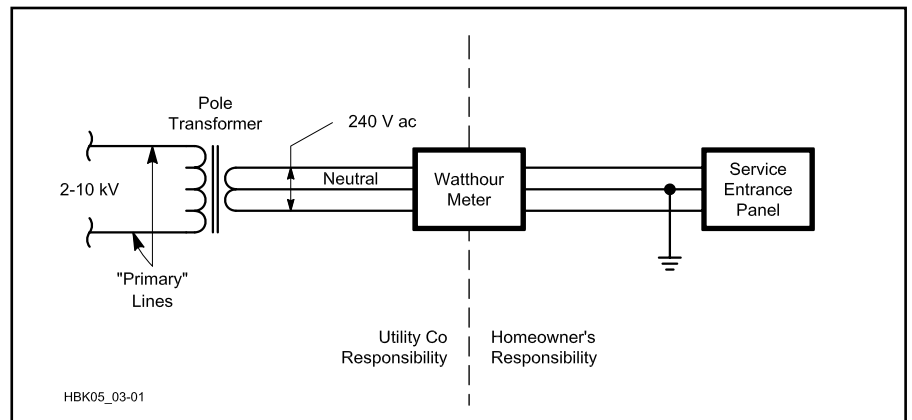 Pole
Transformer
240 V ac
2-10 kV
Neutral
Watthour
Meter
Service
Entrance
Panel
"Primary"
Lines
Utility Co
Responsibility
Homeowner's
Responsibility
HBK05_03-01